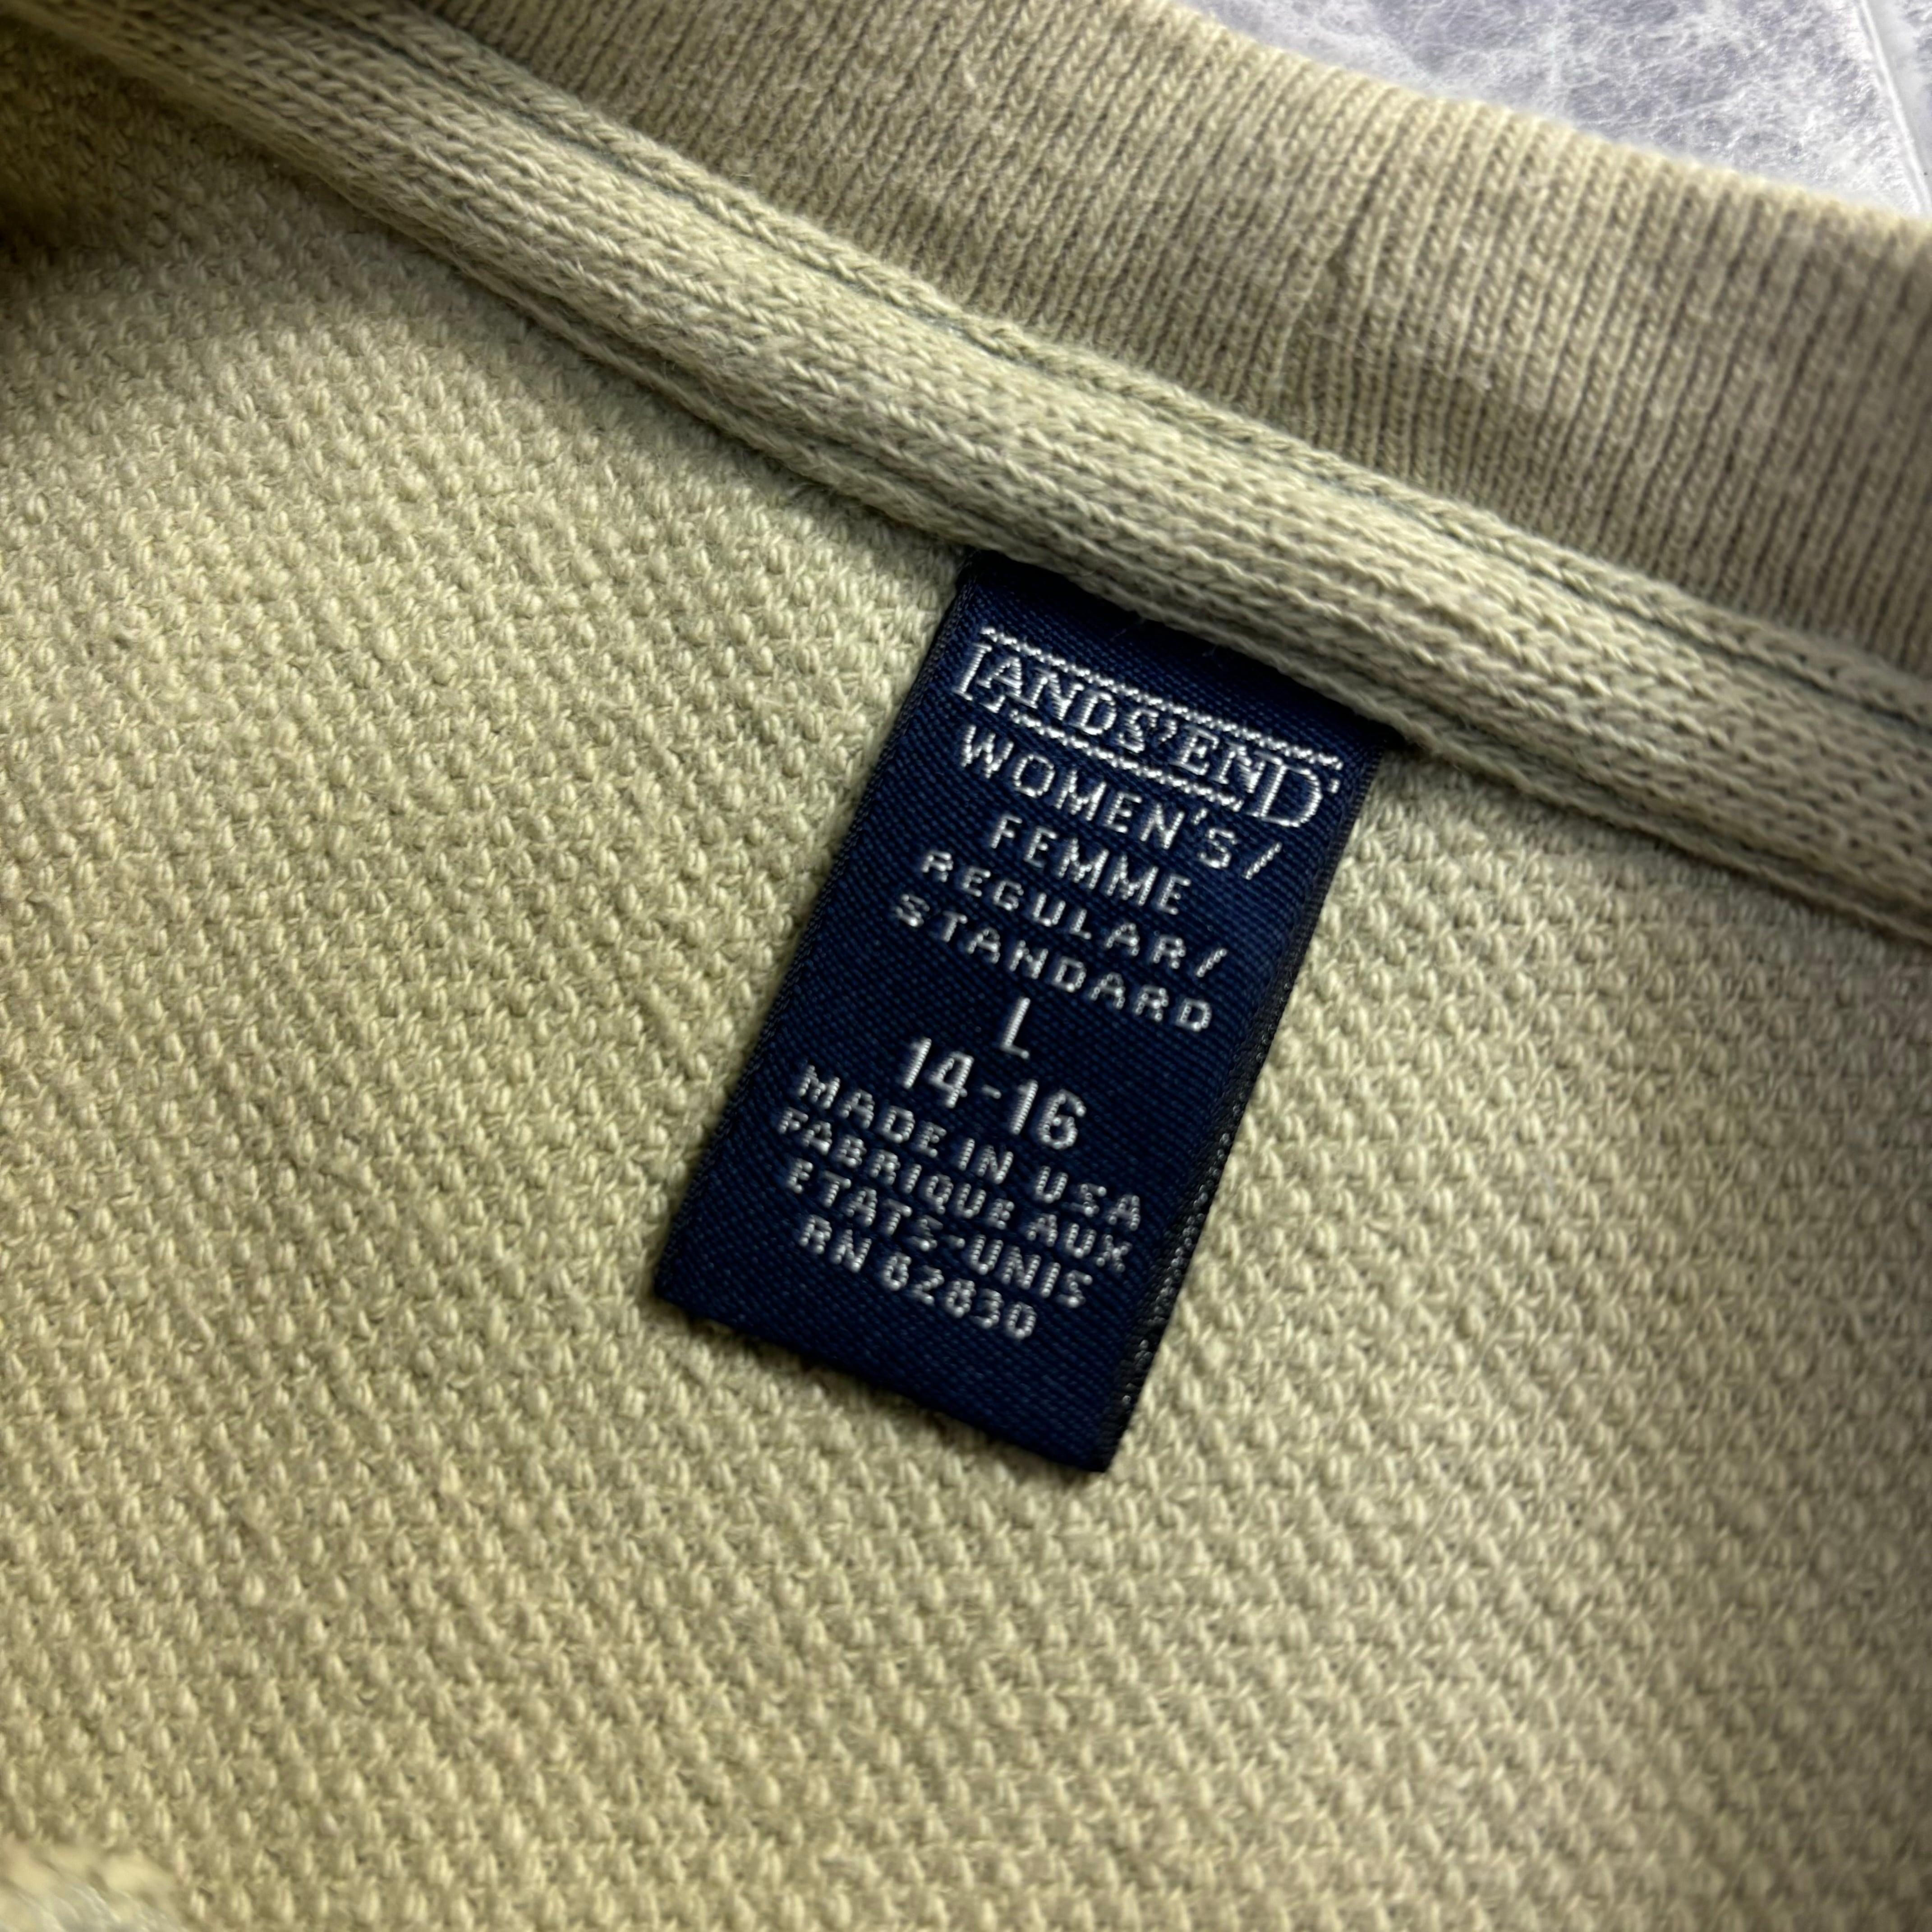 LANDS' END
WOMEN'S/
FEMME
REGULAR/
STANDARD
L
14-16
MADE IN USA
FABRIQUE AUX
ETATS-UNIS
RN 62830